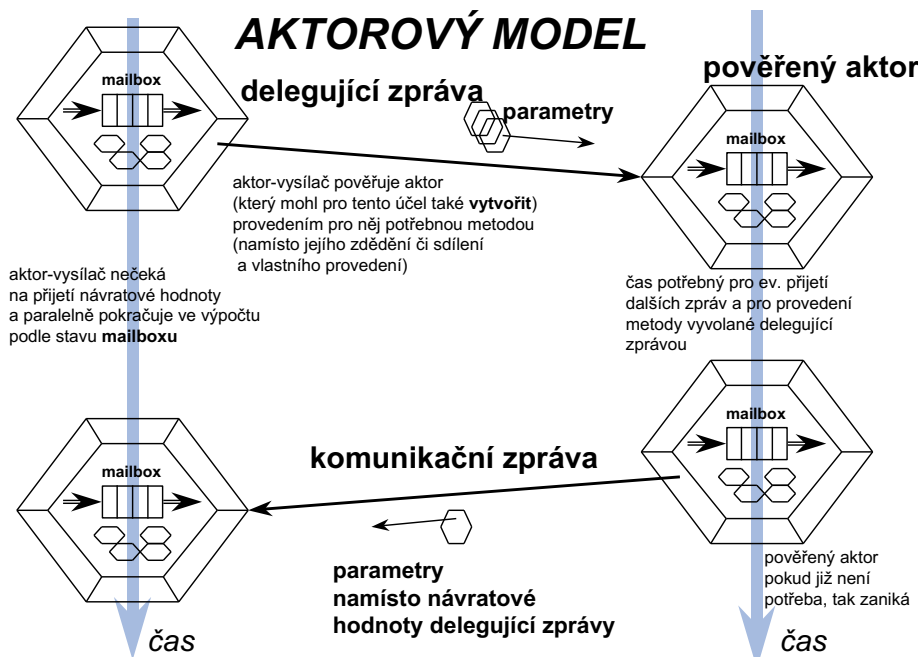 AKTOROVÝ MODEL
mailbox
delegující zpráva
parametry
pověřený aktor
mailbox
aktor-vysílač pověřuje aktor
(který mohl pro tento účel také vytvořit)
provedením pro něj potřebnou metodou
(namísto jejího zdědění či sdílení
a vlastního provedení)
aktor-vysílač nečeká
na přijetí návratové hodnoty
a paralelně pokračuje ve výpočtu
podle stavu mailboxu
čas potřebný pro ev. přijetí
dalších zpráv a pro provedení
metody vyvolané delegující
zprávou
mailbox
komunikační zpráva
mailbox
parametry
namísto návratové
hodnoty delegující zprávy
pověřený aktor
pokud již není
potřeba, tak zaniká
čas
čas